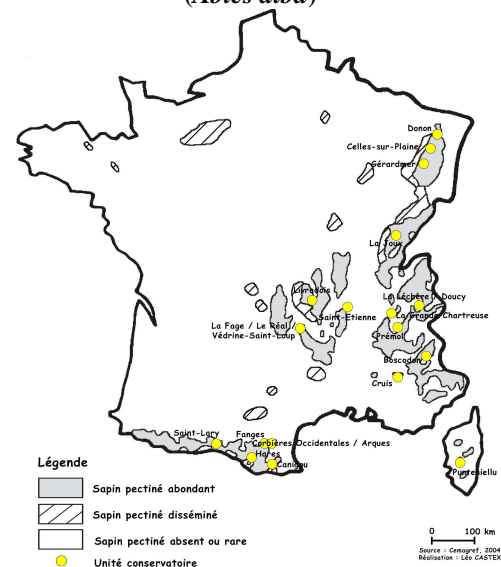 (Abies alba)
Donon
Celles-sur-Plaine
Gérardmer
La Joux
Livradois
La Léchère / Doucy
Saint-Etienne
La Grande Chartreuse
La Fage / Le Réal
Védrine-Saint-Loup
Prémol
Boscodon
Cruis
Saint-Lary
Fanges
Corbières Occidentales / Arques
Hares
Canigou
Punteniellu
Légende
Sapin pectiné abondant
Sapin pectiné disséminé
Sapin pectiné absent ou rare
Unité conservatoire
0 100 km
Source : Cemagref, 2004
Réalisation : Léo CASTEX